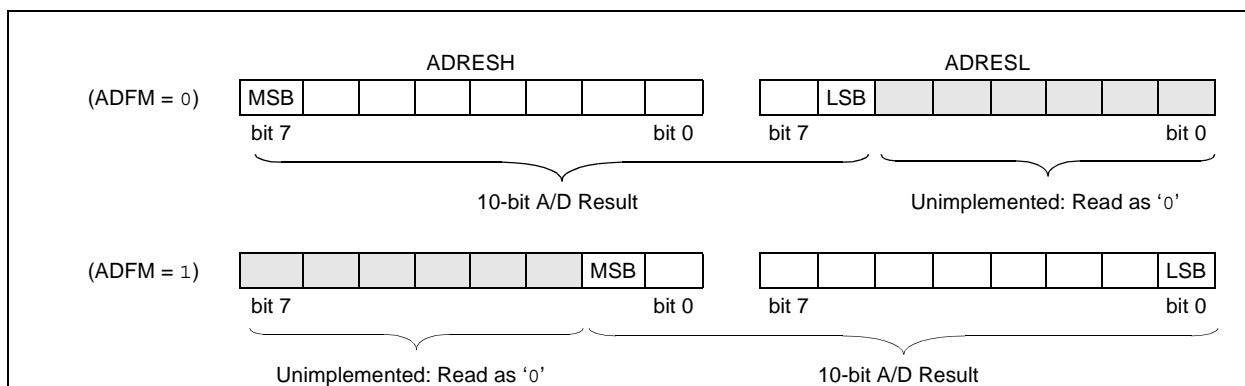 ADRESH ADRESL
(ADFM = 0) MSB LSB
bit 7 bit 0 bit 7 bit 0
10-bit A/D Result Unimplemented: Read as ‘0’
(ADFM = 1) MSB LSB
bit 7 bit 0 bit 7 bit 0
Unimplemented: Read as ‘0’ 10-bit A/D Result